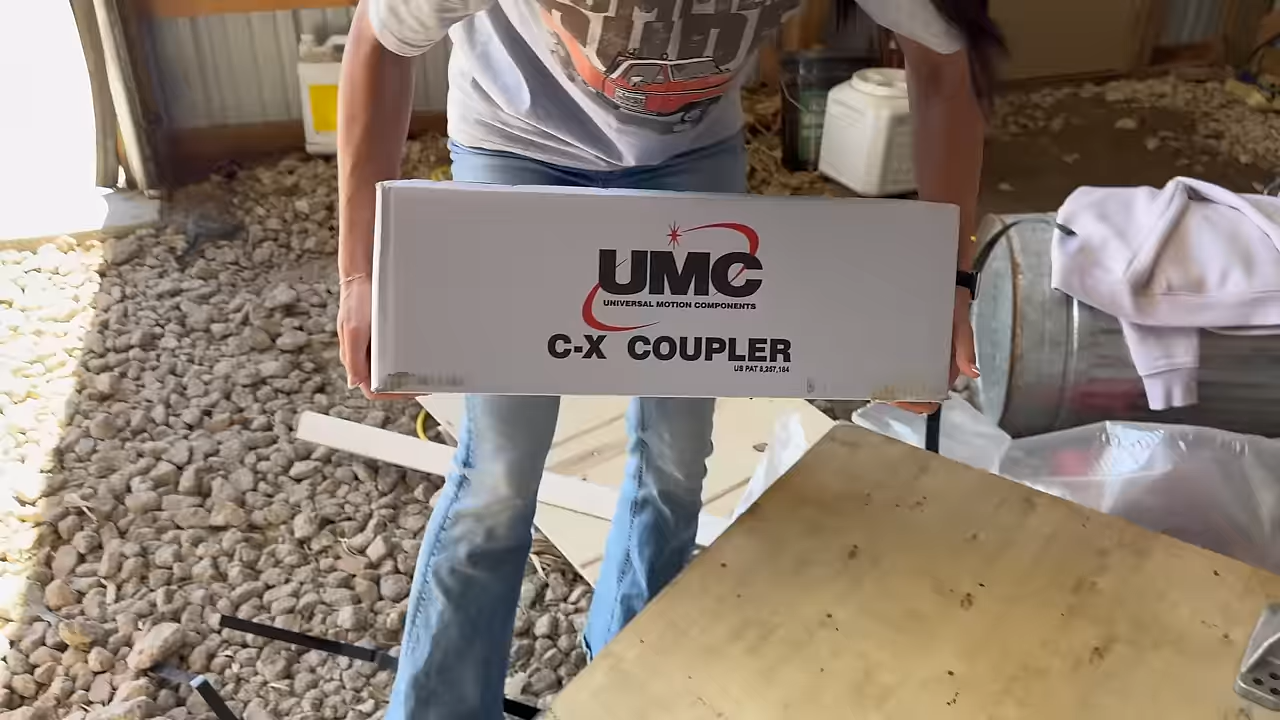 UMC
UNIVERSAL MOTION COMPONENTS
C-X COUPLER
US PAT 8,257,184